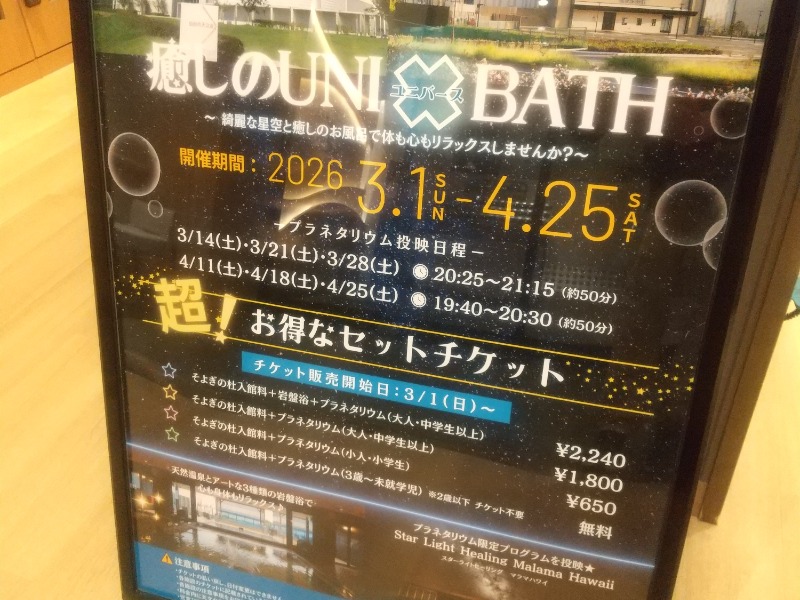 癒しのUNI
ユニバース
BATH
～ 綺麗な星空と癒しのお風呂で体も心もリラックスしませんか?～
開催期間： 2026 3.1 SUN – 4.25 SAT
－プラネタリウム投映日程－
3/14(土)・3/21(土)・3/28(土) 20:25～21:15（約50分）
4/11(土)・4/18(土)・4/25(土) 19:40～20:30（約50分）
超！お得なセットチケット
チケット販売開始日：3/1(日)～
そよぎの杜入館料＋岩盤浴＋プラネタリウム(大人・中学生以上) ¥2,240
そよぎの杜入館料＋プラネタリウム(大人・中学生以上) ¥1,800
そよぎの杜入館料＋プラネタリウム(小人・小学生) ¥650
そよぎの杜入館料＋プラネタリウム(3歳～未就学児) ※2歳以下 チケット不要 無料
天然温泉とアートな3種類の岩盤浴で
心も身体もリラックス♪
プラネタリウム限定プログラムを投映★
Star Light Healing Malama Hawaii
スターライトヒーリング マラマハワイ
注意事項